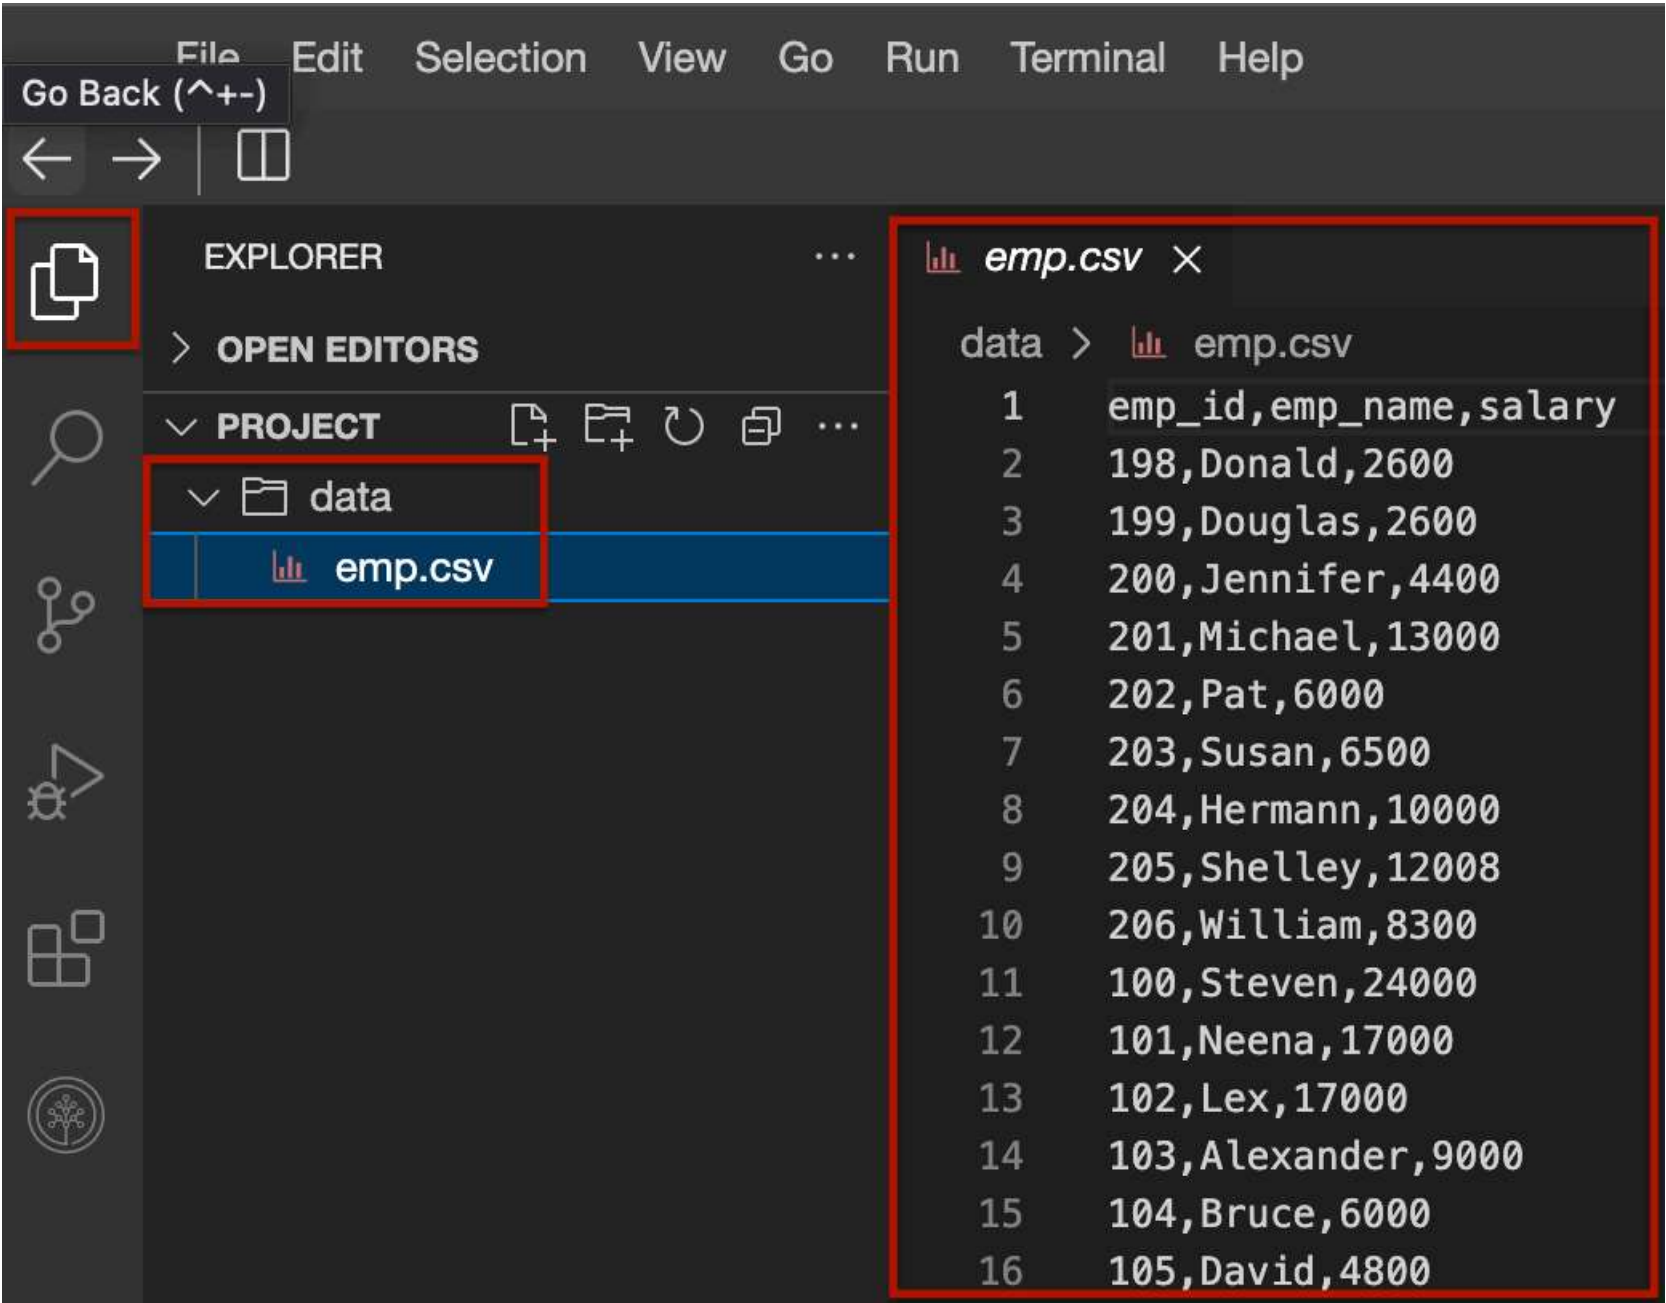 File Edit Selection View Go Run Terminal Help
Go Back (^+-)
EXPLORER
OPEN EDITORS
PROJECT
data
emp.csv
emp.csv
data > emp.csv
1 emp_id,emp_name,salary
2 198,Donald,2600
3 199,Douglas,2600
4 200,Jennifer,4400
5 201,Michael,13000
6 202,Pat,6000
7 203,Susan,6500
8 204,Hermann,10000
9 205,Shelley,12008
10 206,William,8300
11 100,Steven,24000
12 101,Neena,17000
13 102,Lex,17000
14 103,Alexander,9000
15 104,Bruce,6000
16 105,David,4800